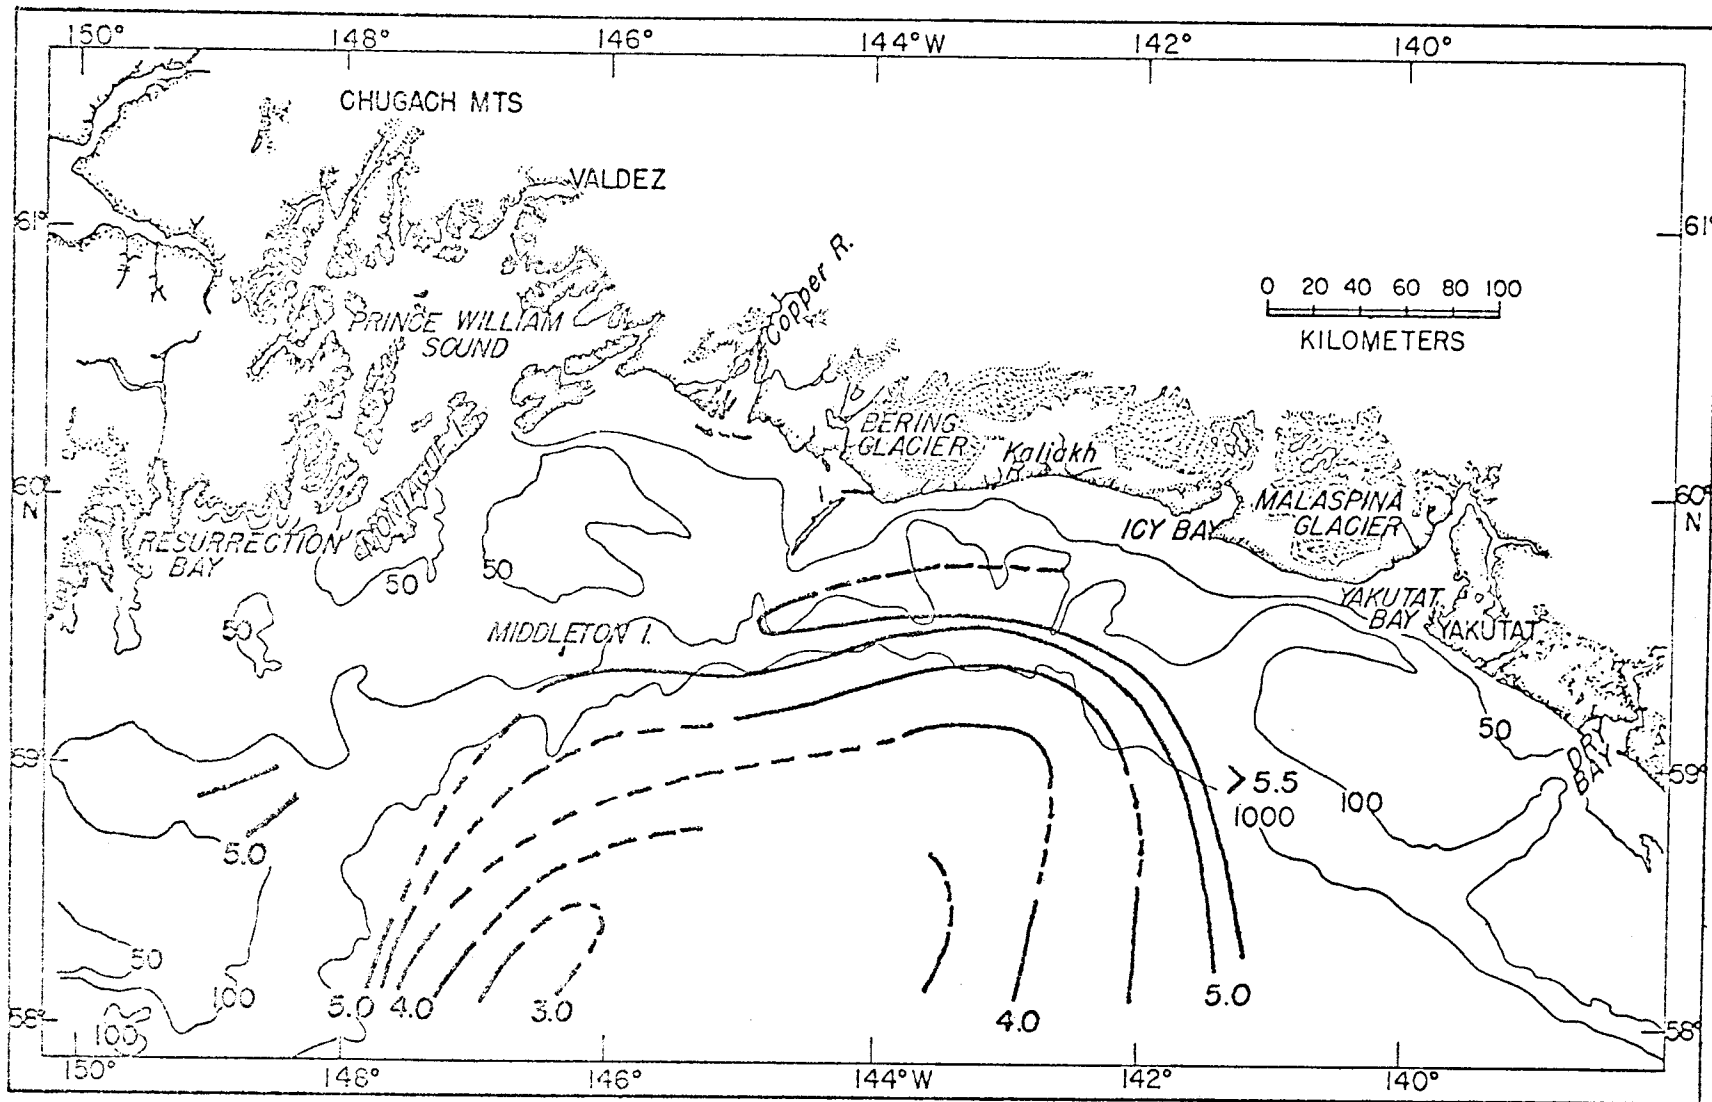 150°
148°
146°
144°W
142°
140°
CHUGACH MTS
VALDEZ
61°
61°
Copper R.
0 20 40 60 80 100
KILOMETERS
PRINCE WILLIAM
SOUND
BERING
GLACIER
Kaliakh
R
60°
N
60°
N
MONTAGUE I.
MALASPINA
GLACIER
ICY BAY
RESURRECTION
BAY
50
50
50
YAKUTAT
BAY
YAKUTAT
MIDDLETON I.
50
DRY
BAY
59°
59°
>5.5
1000
100
5.0
50
100
100
5.0
4.0
3.0
4.0
5.0
58°
58°
150°
148°
146°
144°W
142°
140°